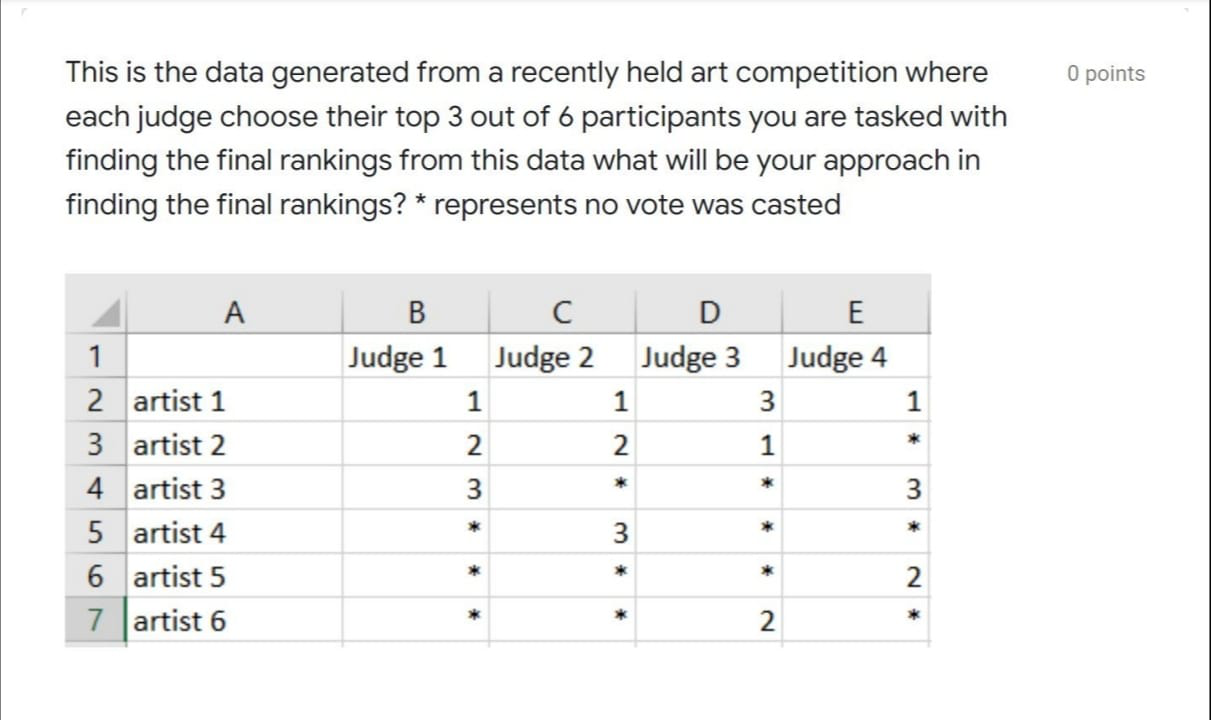 This is the data generated from a recently held art competition where
0 points
each judge choose their top 3 out of 6 participants you are tasked with
finding the final rankings from this data what will be your approach in
finding the final rankings? * represents no vote was casted
A B C D E
1 Judge 1 Judge 2 Judge 3 Judge 4
2 artist 1 1 1 3 1
3 artist 2 2 2 1 *
4 artist 3 3 * * 3
5 artist 4 * 3 * *
6 artist 5 * * * 2
7 artist 6 * * 2 *